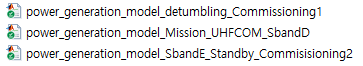 power_generation_model_detumbling_Commissioning1
power_generation_model_Mission_UHFCOM_SbandD
power_generation_model_SbandE_Standby_Commisisioning2